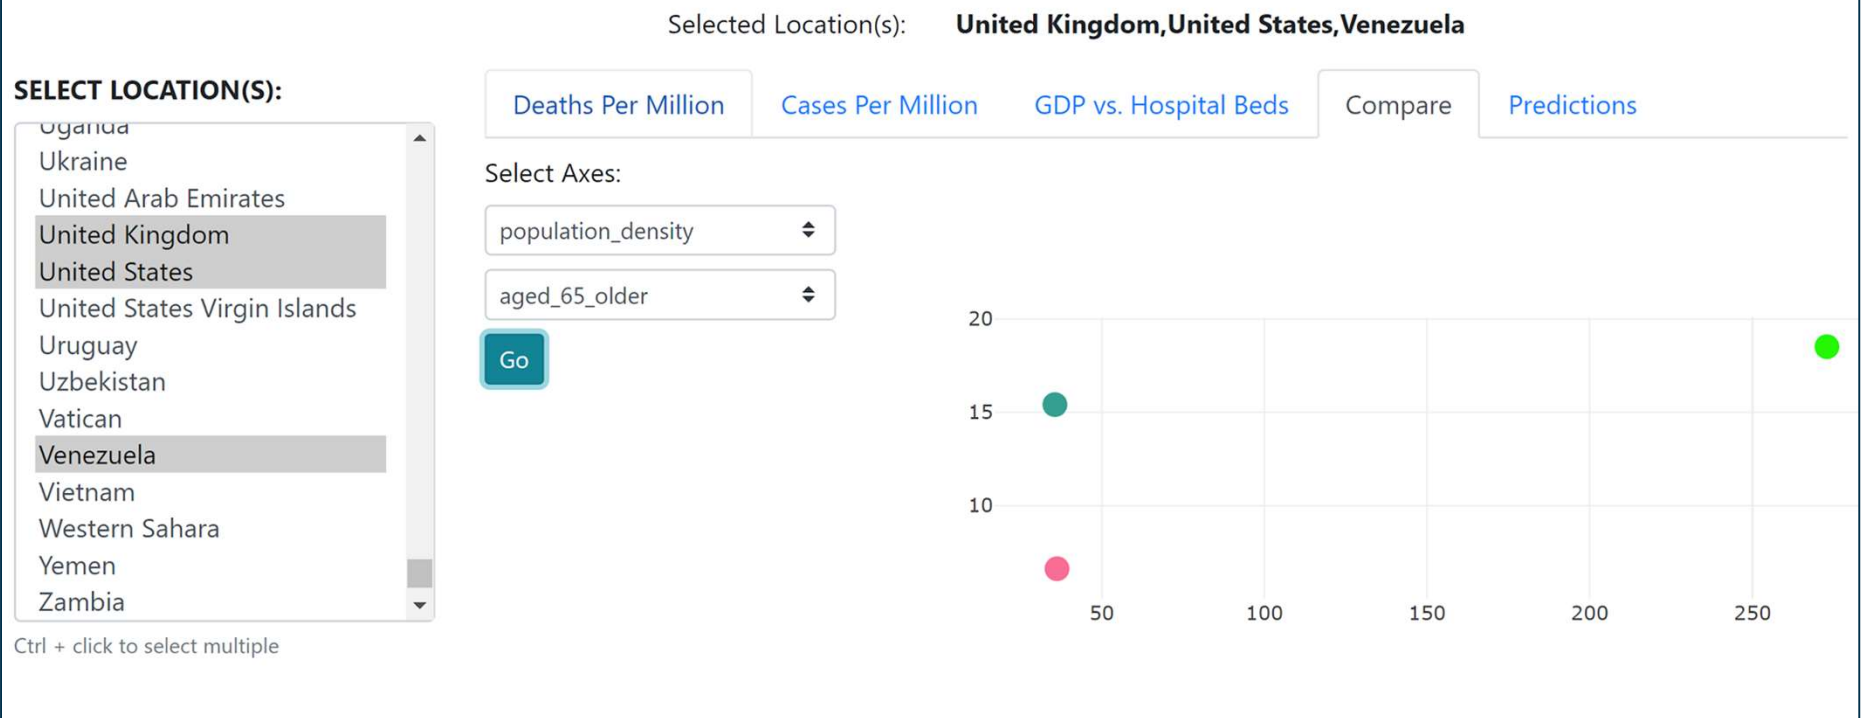 Selected Location(s): United Kingdom,United States,Venezuela
SELECT LOCATION(S):
Uganda
Ukraine
United Arab Emirates
United Kingdom
United States
United States Virgin Islands
Uruguay
Uzbekistan
Vatican
Venezuela
Vietnam
Western Sahara
Yemen
Zambia
Ctrl + click to select multiple
Deaths Per Million Cases Per Million GDP vs. Hospital Beds Compare Predictions
Select Axes:
population_density
aged_65_older
Go
20
15
10
50 100 150 200 250